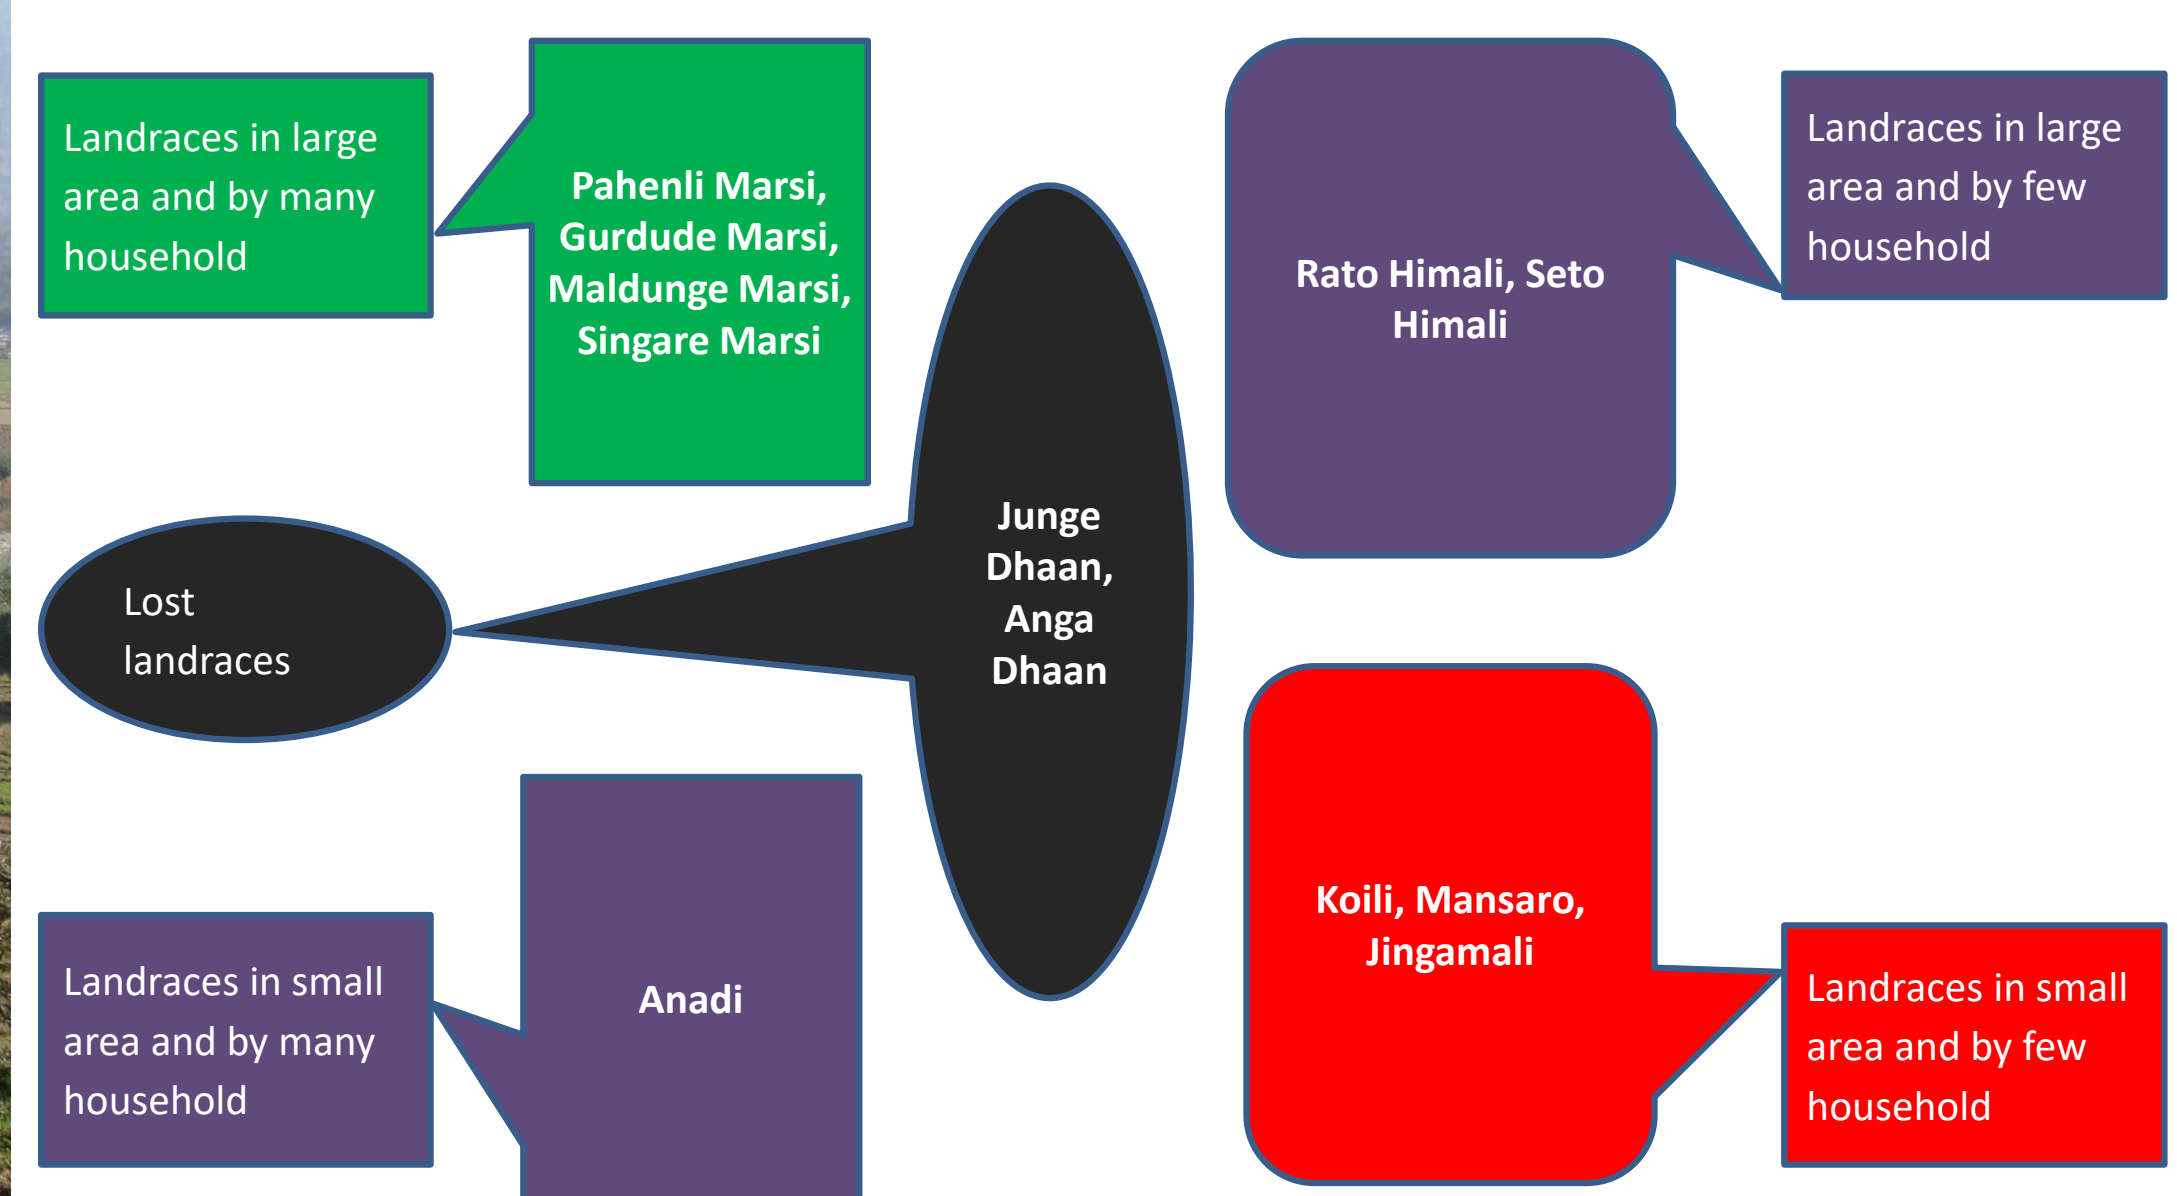 Landraces in large
area and by many
household
Pahenli Marsi,
Gurdude Marsi,
Maldunge Marsi,
Singare Marsi
Rato Himali, Seto
Himali
Landraces in large
area and by few
household
Lost
landraces
Junge
Dhaan,
Anga
Dhaan
Landraces in small
area and by many
household
Anadi
Koili, Mansaro,
Jingamali
Landraces in small
area and by few
household